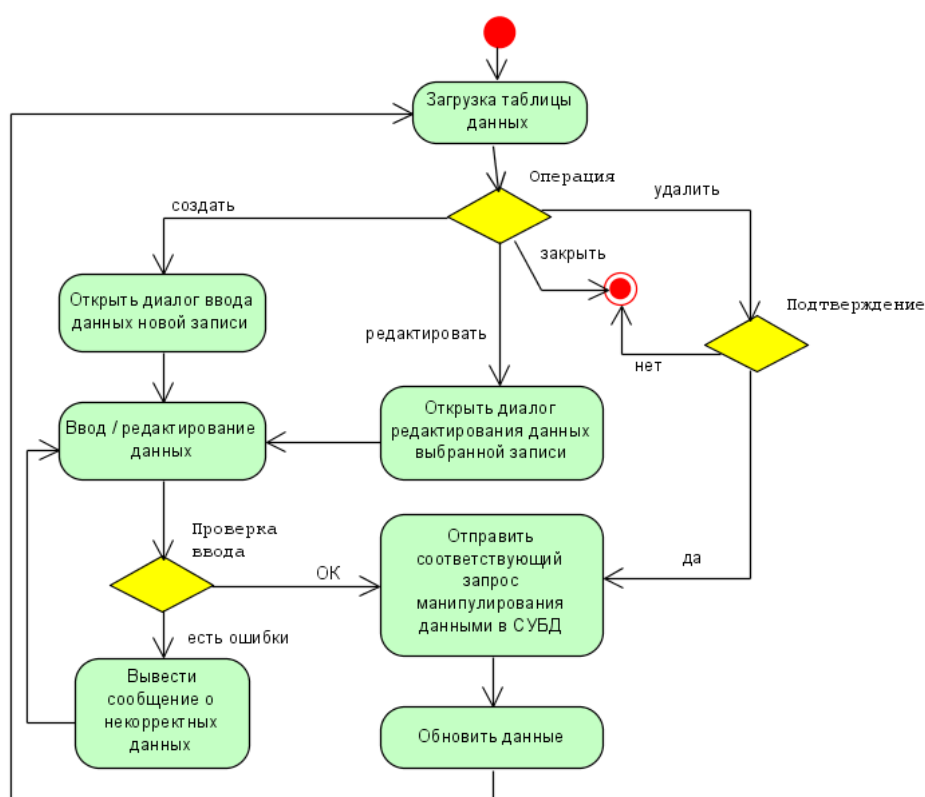 Загрузка таблицы
данных
Операция
удалить
создать
закрыть
Открыть диалог ввода
данных новой записи
Подтверждение
редактировать
нет
Открыть диалог
редактирования данных
выбранной записи
Ввод / редактирование
данных
Проверка
ввода
ОК
Отправить
соответствующий
запрос
манипулирования
данными в СУБД
да
есть ошибки
Вывести
сообщение о
некорректных
данных
Обновить данные